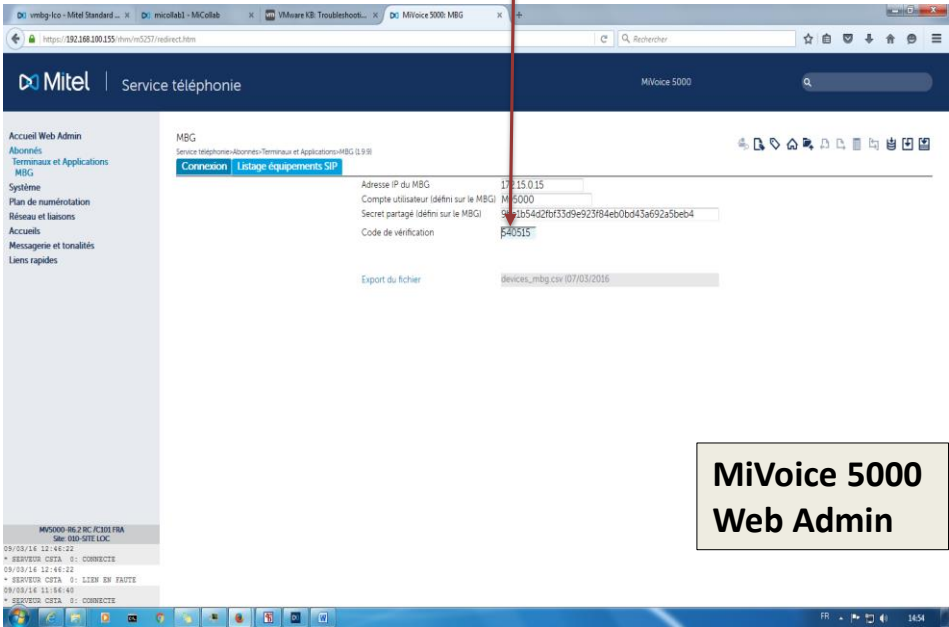 vmbg-lco - Mitel Standard ... ×
micollab1 - MiCollab ×
VMware KB: Troubleshooti... ×
MiVoice 5000: MBG ×
+
https://192.168.100.155/rhm/m5257/redirect.htm
Rechercher
Mitel | Service téléphonie
MiVoice 5000
Accueil Web Admin
Abonnés
Terminaux et Applications
MBG
Système
Plan de numérotation
Réseau et liaisons
Accueils
Messagerie et tonalités
Liens rapides
MBG
Service téléphonie>Abonnés>Terminaux et Applications>MBG (1.9.9)
Connexion Listage équipements SIP
Adresse IP du MBG
Compte utilisateur (défini sur le MBG)
Secret partagé (défini sur le MBG)
Code de vérification 540515
Export du fichier devices_mbg.csv (07/03/2016
MiVoice 5000
Web Admin
MV5000-R6.2 RC /C101 FRA
Site: 010-SITE LOC
09/03/16 12:46:22
* SERVEUR CSTA 0: CONNECTE
09/03/16 12:46:22
* SERVEUR CSTA 0: LIEN EN FAUTE
09/03/16 11:56:40
* SERVEUR CSTA 0: CONNECTE
FR
14:54